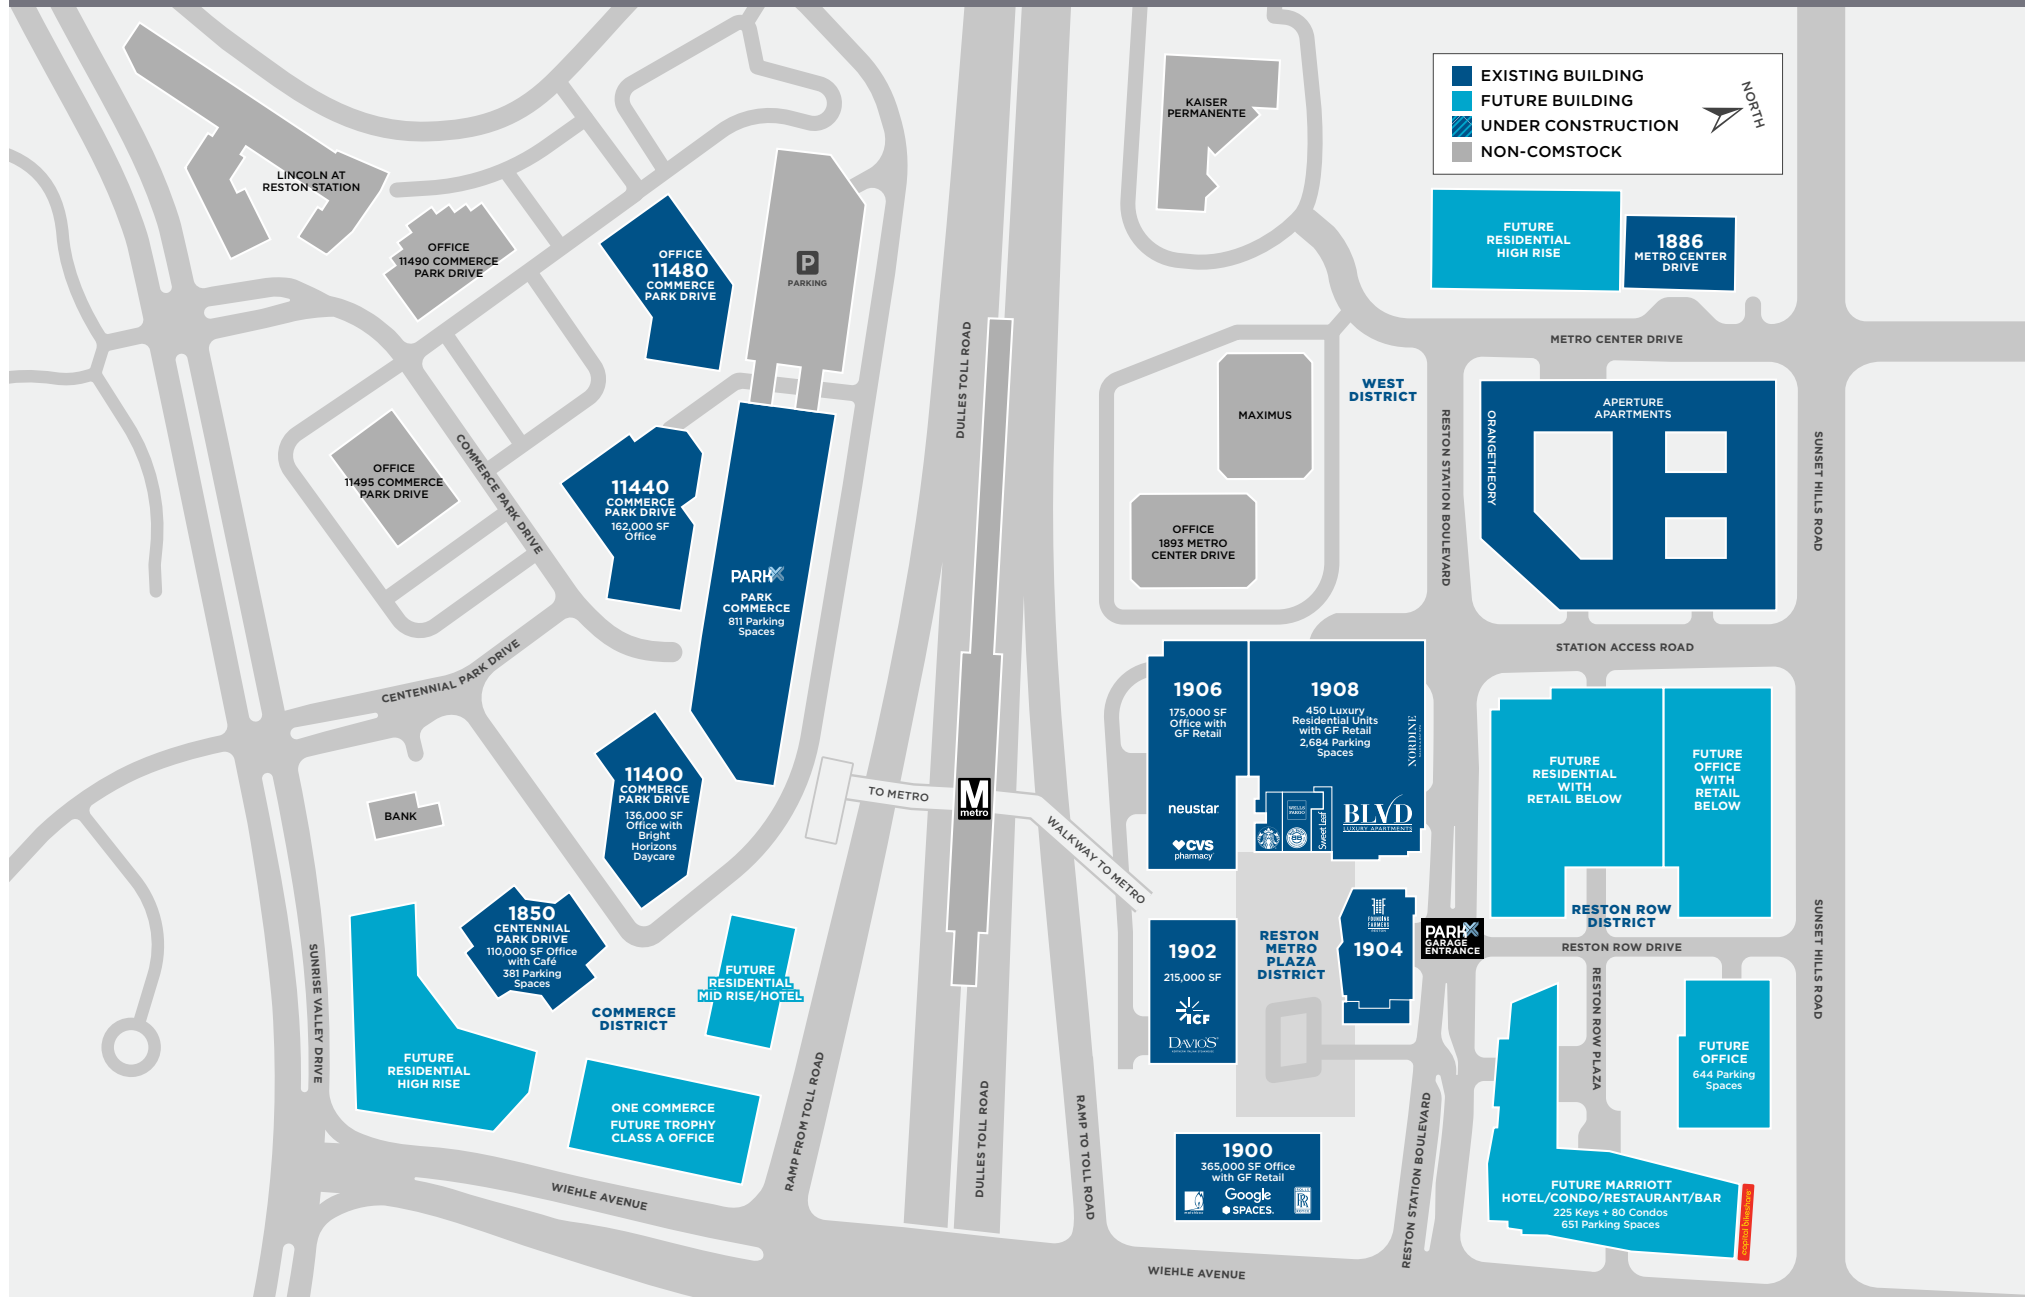 EXISTING BUILDING
FUTURE BUILDING
UNDER CONSTRUCTION
NON-COMSTOCK
NORTH
KAISER
PERMANENTE
LINCOLN AT
RESTON STATION
OFFICE
11490 COMMERCE
PARK DRIVE
OFFICE
11480
COMMERCE
PARK DRIVE
P
PARKING
FUTURE
RESIDENTIAL
HIGH RISE
1886
METRO CENTER
DRIVE
METRO CENTER DRIVE
DULLES TOLL ROAD
WEST
DISTRICT
MAXIMUS
RESTON STATION BOULEVARD
ORANGETHEORY
APERTURE
APARTMENTS
SUNSET HILLS ROAD
OFFICE
11495 COMMERCE
PARK DRIVE
COMMERCE PARK DRIVE
11440
COMMERCE
PARK DRIVE
162,000 SF
Office
OFFICE
1893 METRO
CENTER DRIVE
PARKX
PARK
COMMERCE
811 Parking
Spaces
CENTENNIAL PARK DRIVE
STATION ACCESS ROAD
1906
175,000 SF
Office with
GF Retail
neustar
CVS
pharmacy
1908
450 Luxury
Residential Units
with GF Retail
2,684 Parking
Spaces
NORDINE
WELLS
FARGO
Sweet Leaf
BLVD
LUXURY APARTMENTS
FUTURE
RESIDENTIAL
WITH
RETAIL BELOW
FUTURE
OFFICE
WITH
RETAIL
BELOW
11400
COMMERCE
PARK DRIVE
136,000 SF
Office with
Bright
Horizons
Daycare
BANK
TO METRO
M
metro
WALKWAY TO METRO
1850
CENTENNIAL
PARK DRIVE
110,000 SF Office
with Café
381 Parking
Spaces
COMMERCE
DISTRICT
FUTURE
RESIDENTIAL
MID RISE/HOTEL
1902
215,000 SF
ICF
DAVIO'S
RESTON
METRO
PLAZA
DISTRICT
FOUNDING
FARMERS
1904
PARKX
GARAGE
ENTRANCE
RESTON ROW
DISTRICT
RESTON ROW DRIVE
SUNSET HILLS ROAD
RESTON ROW PLAZA
FUTURE
OFFICE
644 Parking
Spaces
SUNRISE VALLEY DRIVE
FUTURE
RESIDENTIAL
HIGH RISE
ONE COMMERCE
FUTURE TROPHY
CLASS A OFFICE
RAMP FROM TOLL ROAD
DULLES TOLL ROAD
RAMP TO TOLL ROAD
RESTON STATION BOULEVARD
1900
365,000 SF Office
with GF Retail
Google
SPACES.
FUTURE MARRIOTT
HOTEL/CONDO/RESTAURANT/BAR
225 Keys + 80 Condos
651 Parking Spaces
capital bikeshare
WIEHLE AVENUE
WIEHLE AVENUE